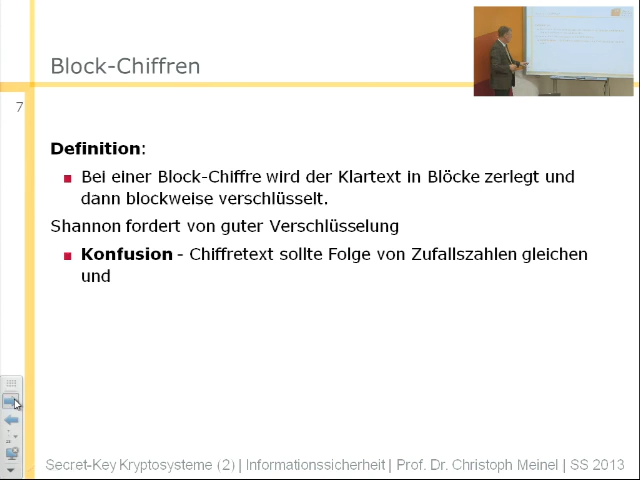 Block-Chiffren
7
Definition:
Bei einer Block-Chiffre wird der Klartext in Blöcke zerlegt und
dann blockweise verschlüsselt.
Shannon fordert von guter Verschlüsselung
Konfusion - Chiffretext sollte Folge von Zufallszahlen gleichen
und
Secret-Key Kryptosysteme (2) | Informationssicherheit | Prof. Dr. Christoph Meinel | SS 2013